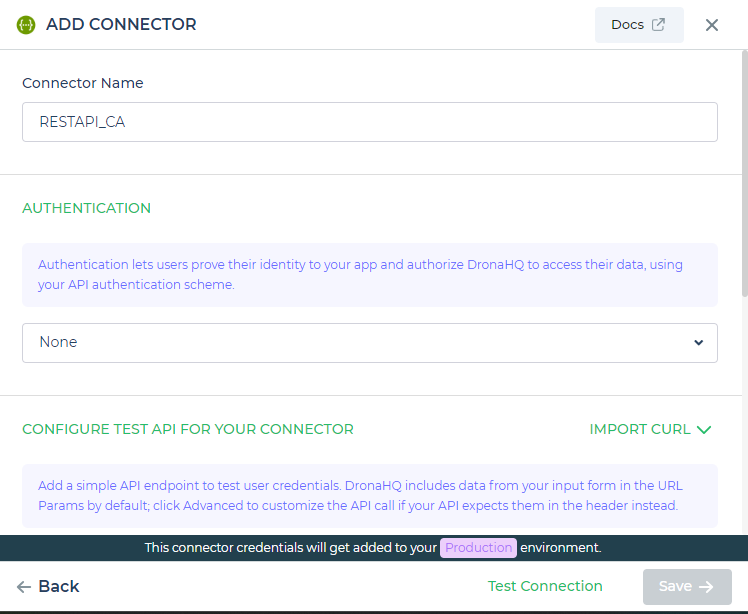 ADD CONNECTOR
Docs
Connector Name
RESTAPI_CA
AUTHENTICATION
Authentication lets users prove their identity to your app and authorize DronaHQ to access their data, using
your API authentication scheme.
None
CONFIGURE TEST API FOR YOUR CONNECTOR
IMPORT CURL
Add a simple API endpoint to test user credentials. DronaHQ includes data from your input form in the URL
Params by default; click Advanced to customize the API call if your API expects them in the header instead.
This connector credentials will get added to your Production environment.
Back
Test Connection
Save